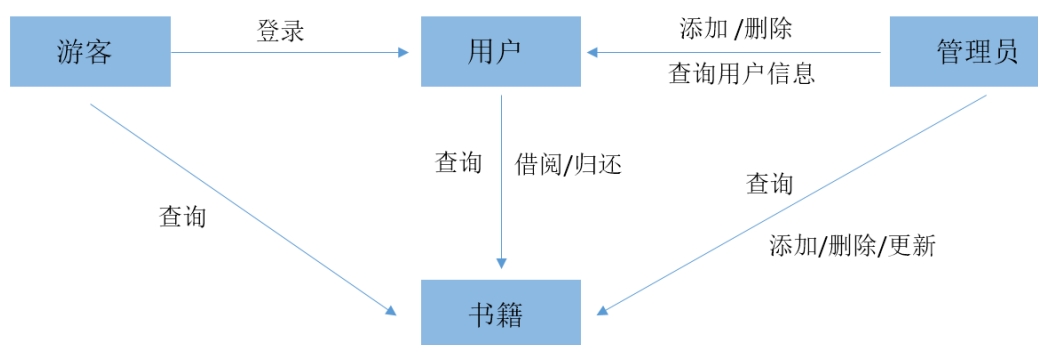 游客
登录
用户
添加 /删除
查询用户信息
管理员
查询
查询
借阅/归还
查询
添加/删除/更新
书籍